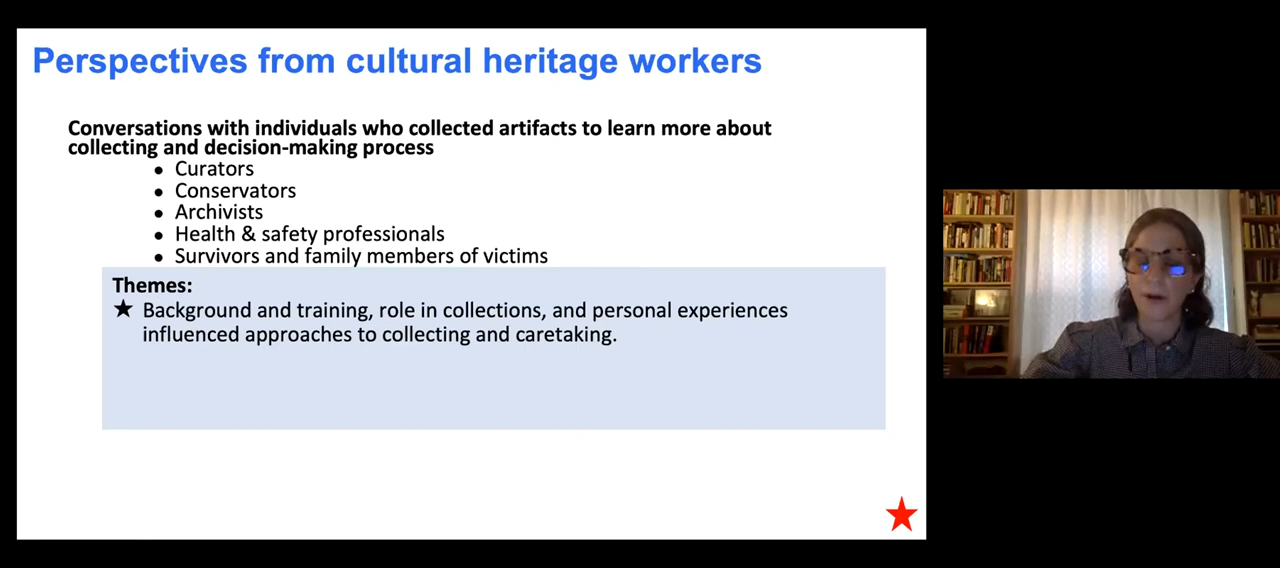 Perspectives from cultural heritage workers
Conversations with individuals who collected artifacts to learn more about
collecting and decision-making process
• Curators
• Conservators
• Archivists
• Health & safety professionals
• Survivors and family members of victims
Themes:
★ Background and training, role in collections, and personal experiences
influenced approaches to collecting and caretaking.